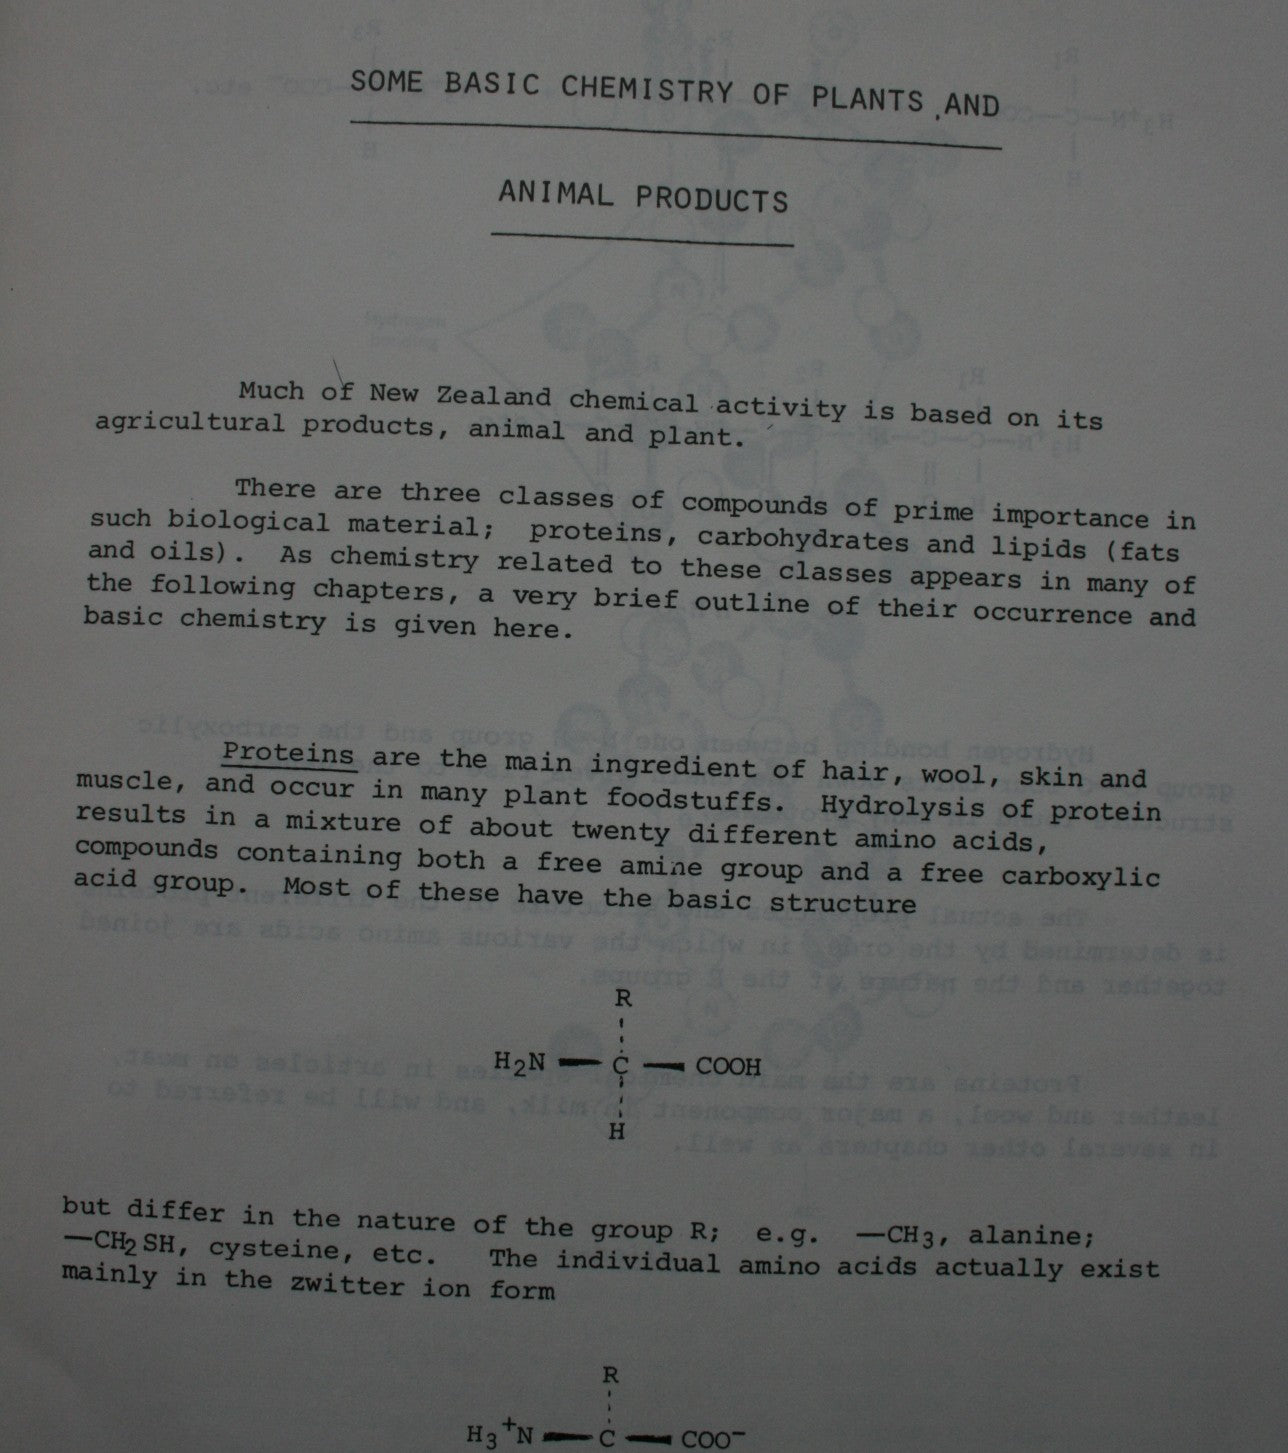 SOME BASIC CHEMISTRY OF PLANTS AND
ANIMAL PRODUCTS
Much of New Zealand chemical activity is based on its
agricultural products, animal and plant.
There are three classes of compounds of prime importance in
such biological material; proteins, carbohydrates and lipids (fats
and oils). As chemistry related to these classes appears in many of
the following chapters, a very brief outline of their occurrence and
basic chemistry is given here.
Proteins are the main ingredient of hair, wool, skin and
muscle, and occur in many plant foodstuffs. Hydrolysis of protein
results in a mixture of about twenty different amino acids,
compounds containing both a free amine group and a free carboxylic
acid group. Most of these have the basic structure
R
H₂N — C — COOH
H
but differ in the nature of the group R; e.g. —CH₃, alanine;
—CH₂SH, cysteine, etc. The individual amino acids actually exist
mainly in the zwitter ion form
R
H₃⁺N — C — COO⁻